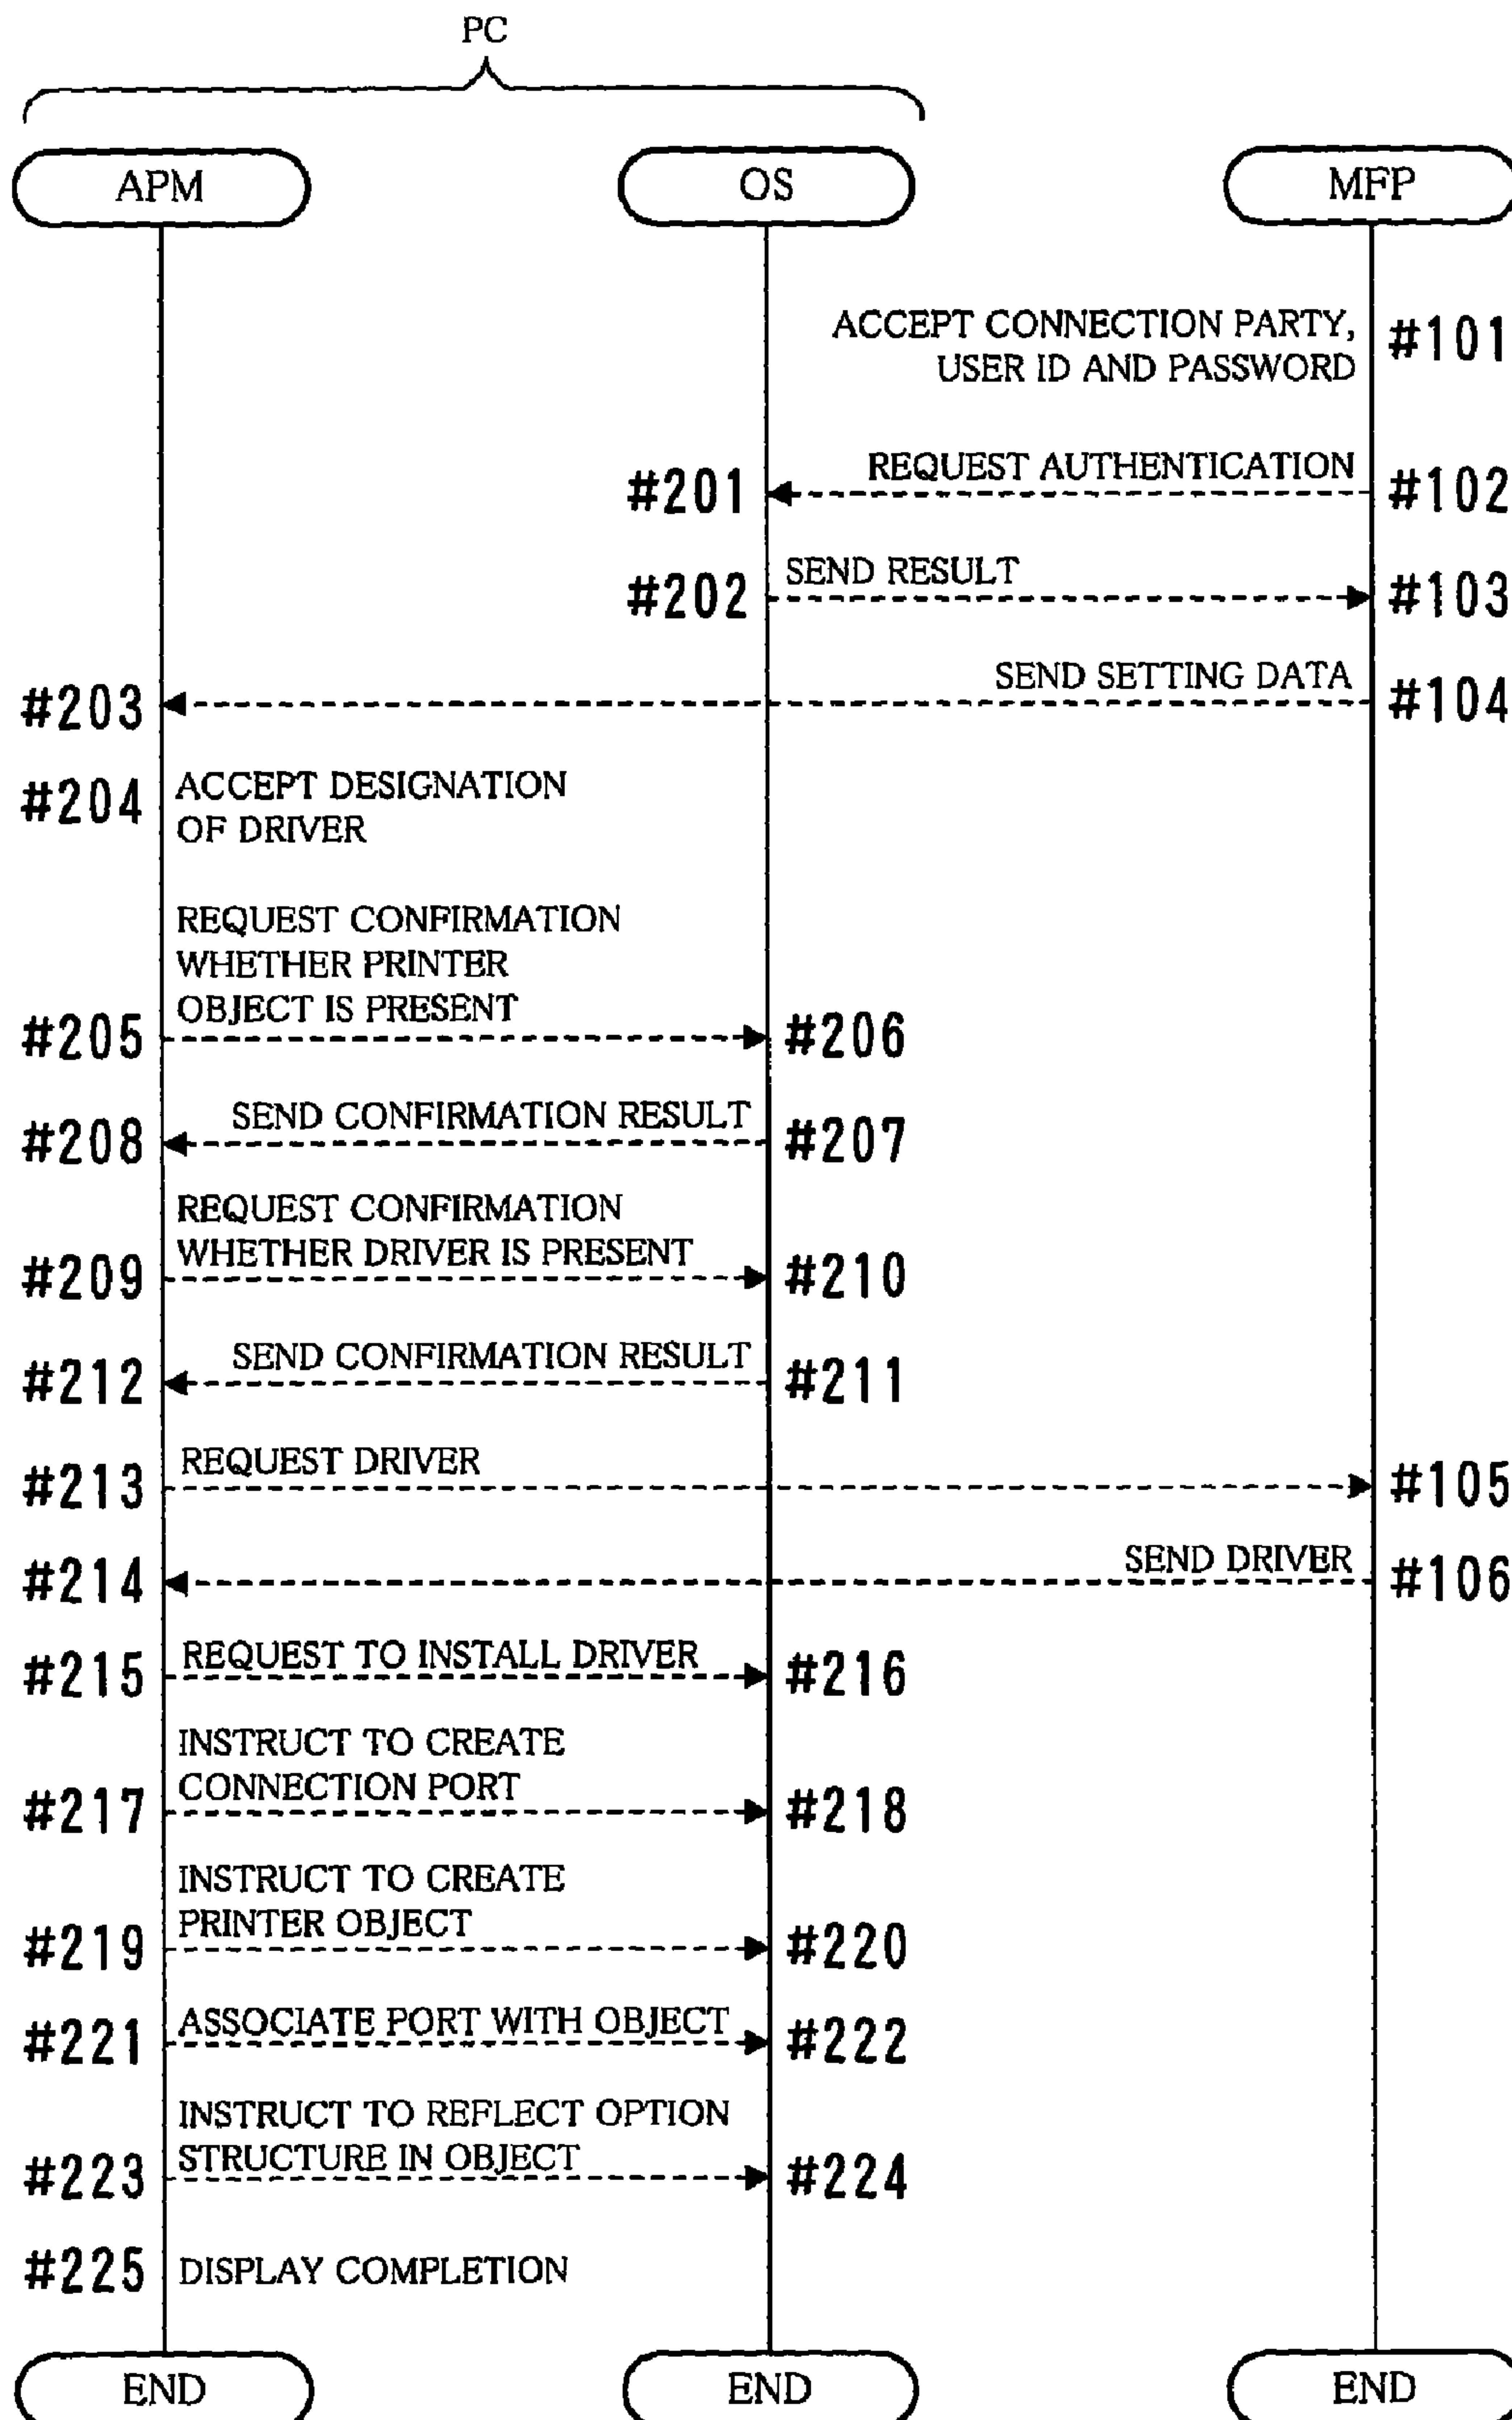 PC
APM OS MFP
ACCEPT CONNECTION PARTY,
USER ID AND PASSWORD
#101
REQUEST AUTHENTICATION
#201 #102
SEND RESULT
#202 #103
SEND SETTING DATA
#203 #104
#204
ACCEPT DESIGNATION
OF DRIVER
REQUEST CONFIRMATION
WHETHER PRINTER
OBJECT IS PRESENT
#205 #206
SEND CONFIRMATION RESULT
#208 #207
REQUEST CONFIRMATION
WHETHER DRIVER IS PRESENT
#209 #210
SEND CONFIRMATION RESULT
#212 #211
REQUEST DRIVER
#213 #105
SEND DRIVER
#214 #106
REQUEST TO INSTALL DRIVER
#215 #216
INSTRUCT TO CREATE
CONNECTION PORT
#217 #218
INSTRUCT TO CREATE
PRINTER OBJECT
#219 #220
ASSOCIATE PORT WITH OBJECT
#221 #222
INSTRUCT TO REFLECT OPTION
STRUCTURE IN OBJECT
#223 #224
#225 DISPLAY COMPLETION
END END END